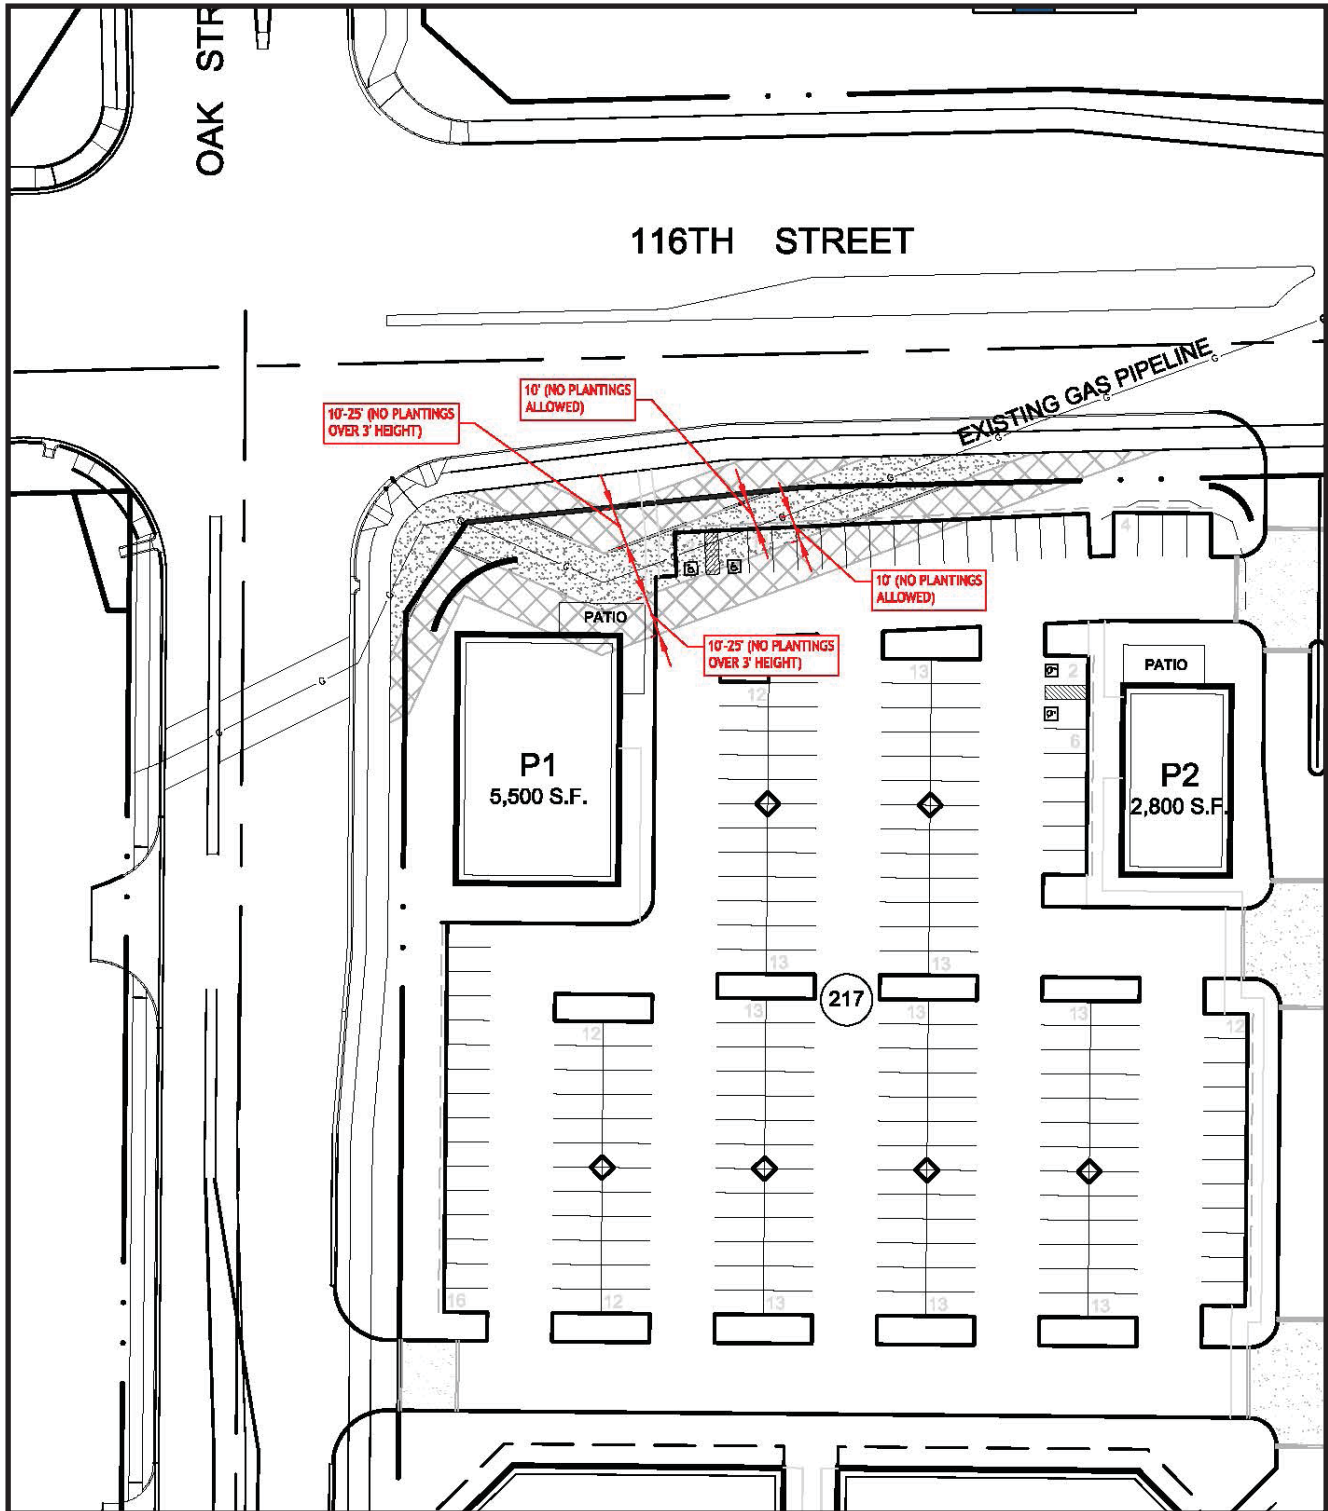 OAK STR
116TH STREET
EXISTING GAS PIPELINE
G
G
G
G
10' (NO PLANTINGS
ALLOWED)
10'-25' (NO PLANTINGS
OVER 3' HEIGHT)
4
10' (NO PLANTINGS
ALLOWED)
PATIO
10'-25' (NO PLANTINGS
OVER 3' HEIGHT)
PATIO
12
13
2
6
P1
5,500 S.F.
P2
2,800 S.F.
13
13
217
12
13
13
13
12
16
12
13
13
13